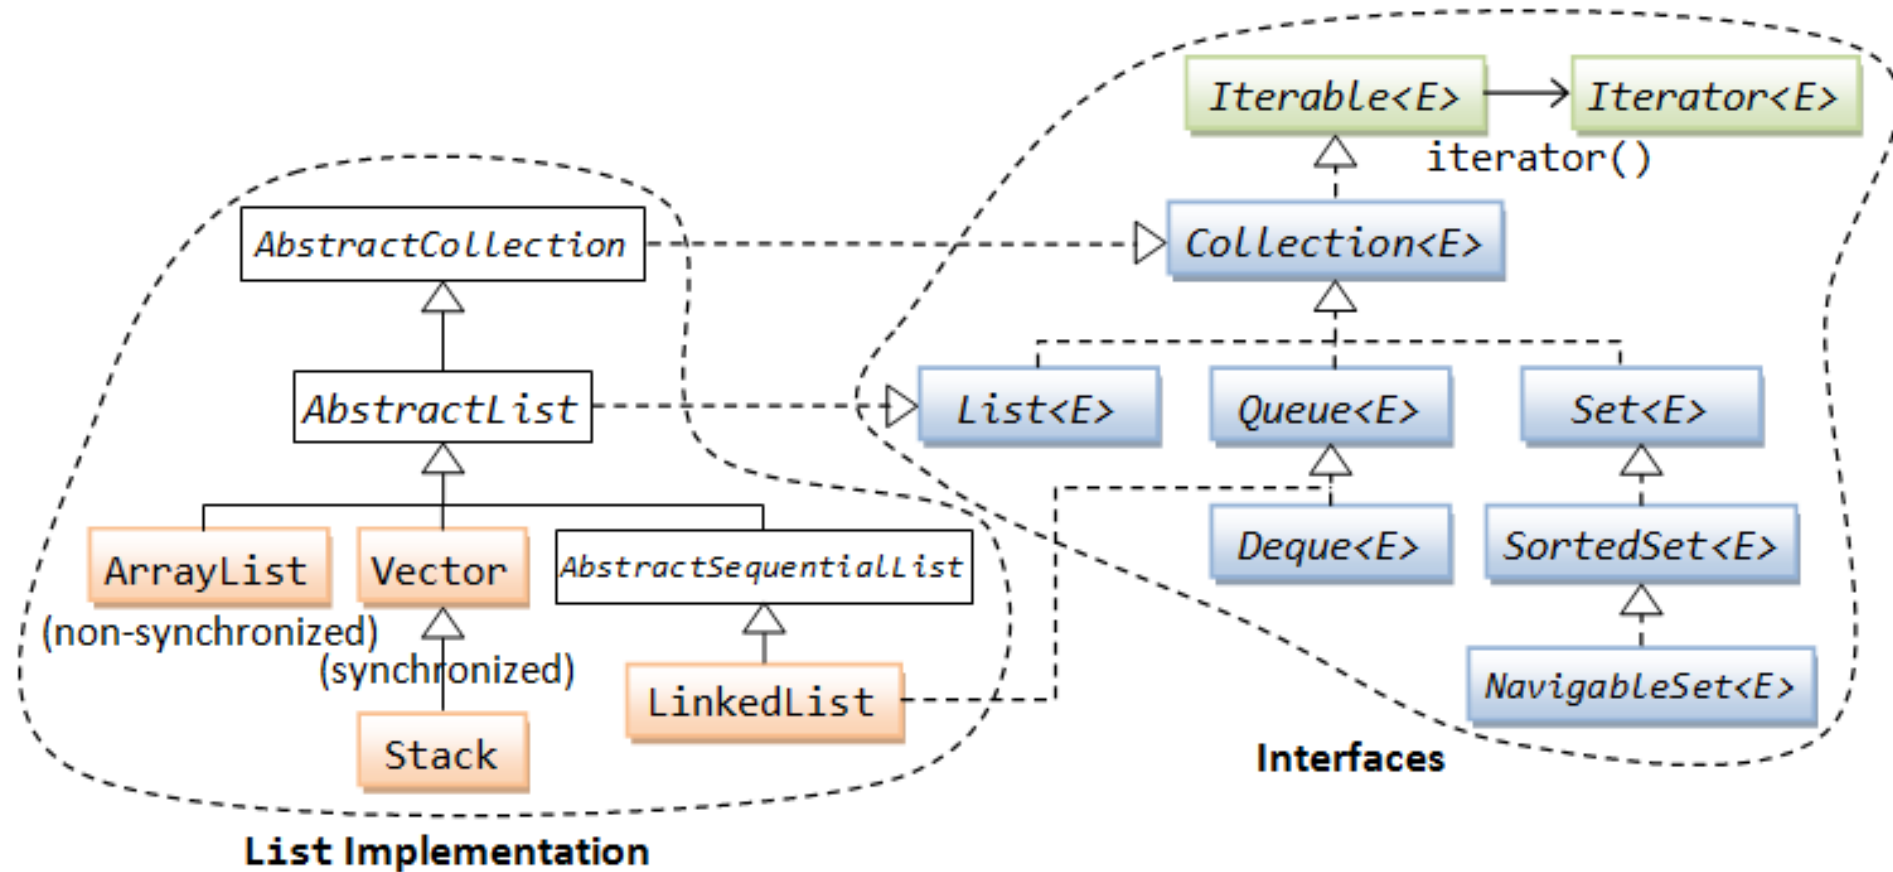 Iterable<E>
Iterator<E>
iterator()
AbstractCollection
Collection<E>
AbstractList
List<E>
Queue<E>
Set<E>
ArrayList
Vector
AbstractSequentialList
Deque<E>
SortedSet<E>
(non-synchronized)
(synchronized)
LinkedList
NavigableSet<E>
Stack
Interfaces
List Implementation